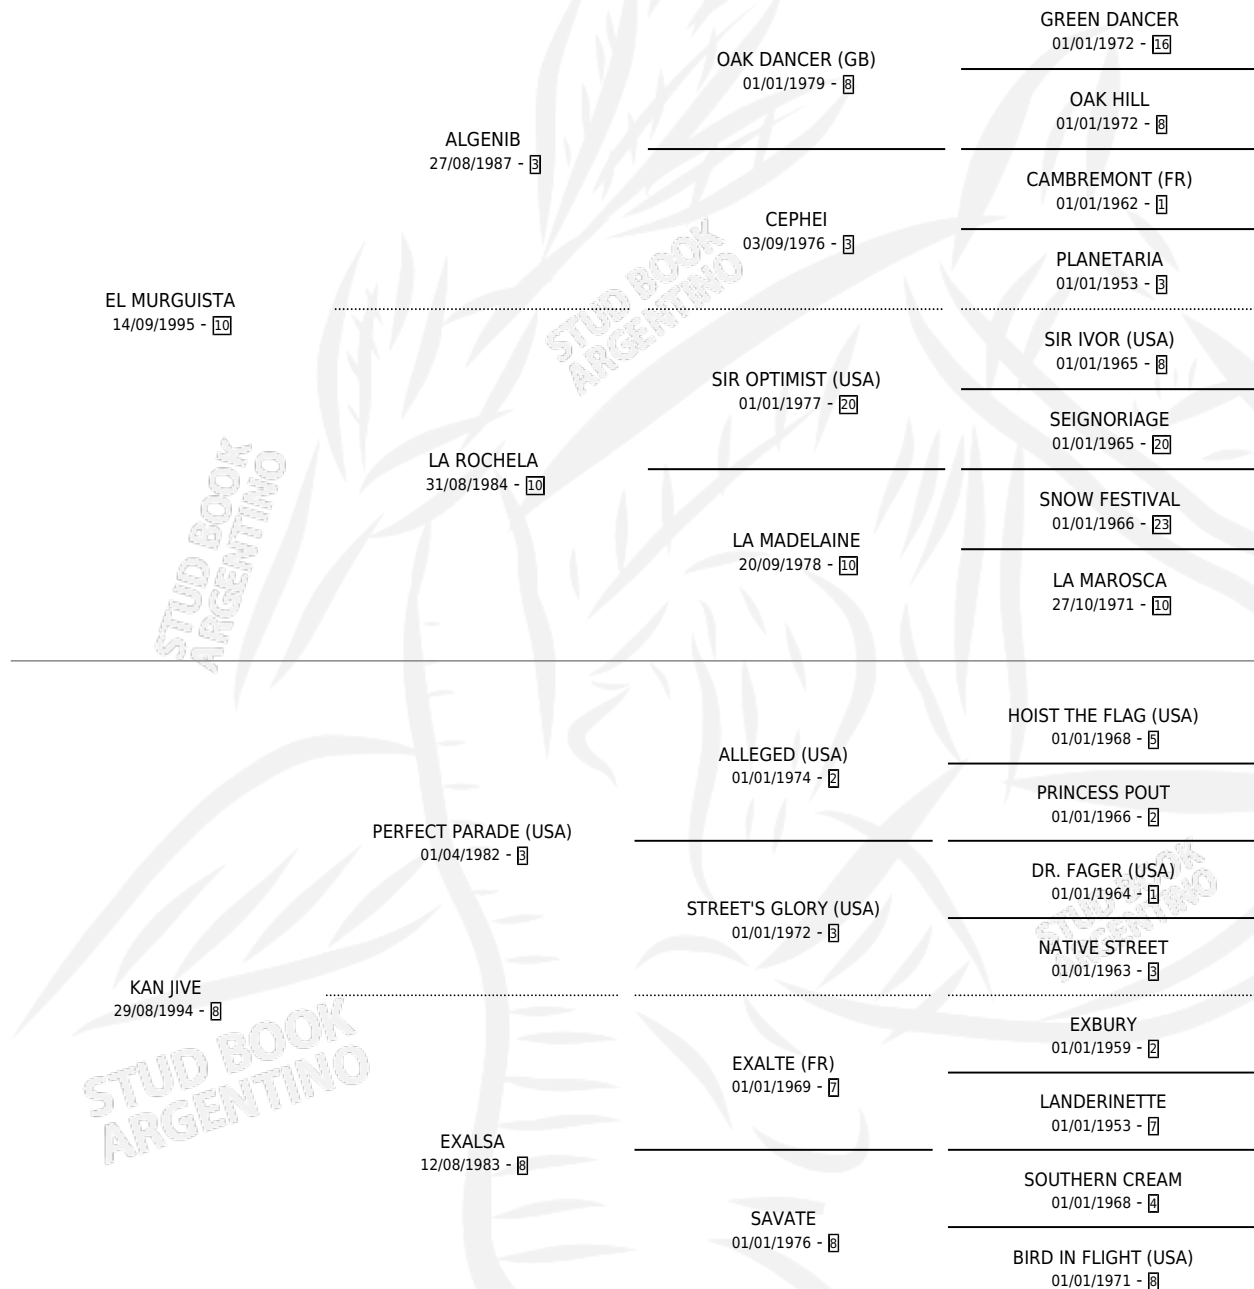 GREEN DANCER
01/01/1972 - 16
OAK DANCER (GB)
01/01/1979 - 8
OAK HILL
01/01/1972 - 8
ALGENIB
27/08/1987 - 3
CAMBREMONT (FR)
01/01/1962 - 1
CEPHEI
03/09/1976 - 3
PLANETARIA
01/01/1953 - 3
EL MURGUISTA
14/09/1995 - 10
SIR IVOR (USA)
01/01/1965 - 8
SIR OPTIMIST (USA)
01/01/1977 - 20
SEIGNORIAGE
01/01/1965 - 20
LA ROCHELA
31/08/1984 - 10
SNOW FESTIVAL
01/01/1966 - 23
LA MADELAINE
20/09/1978 - 10
LA MAROSCA
27/10/1971 - 10
STUD BOOK
ARGENTINO
STUD BOOK
ARGENTINO
HOIST THE FLAG (USA)
01/01/1968 - 5
ALLEGED (USA)
01/01/1974 - 2
PRINCESS POUT
01/01/1966 - 2
PERFECT PARADE (USA)
01/04/1982 - 3
DR. FAGER (USA)
01/01/1964 - 1
STREET'S GLORY (USA)
01/01/1972 - 3
NATIVE STREET
01/01/1963 - 3
KAN JIVE
29/08/1994 - 8
EXBURY
01/01/1959 - 2
EXALTE (FR)
01/01/1969 - 7
LANDERINETTE
01/01/1953 - 7
EXALSA
12/08/1983 - 8
SOUTHERN CREAM
01/01/1968 - 4
SAVATE
01/01/1976 - 8
BIRD IN FLIGHT (USA)
01/01/1971 - 8
STUD BOOK
ARGENTINO
STUD BOOK
ARGENTINO